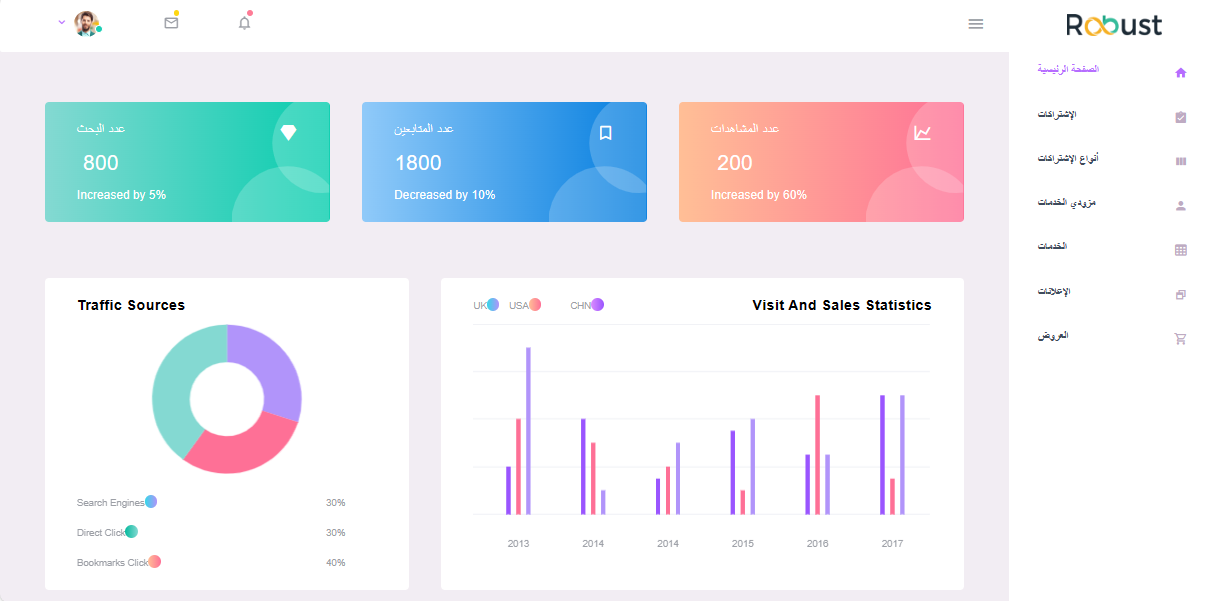 Robust
الصفحة الرئيسية
الإشتراكات
أنواع الإشتراكات
مزودي الخدمات
الخدمات
الإعلانات
العروض
عدد المشاهدات
200
Increased by 60%
عدد المتابعين
1800
Decreased by 10%
عدد البحث
800
Increased by 5%
Traffic Sources
Search Engines 30%
Direct Click 30%
Bookmarks Click 40%
Visit And Sales Statistics
UK USA CHN
2013 2014 2014 2015 2016 2017